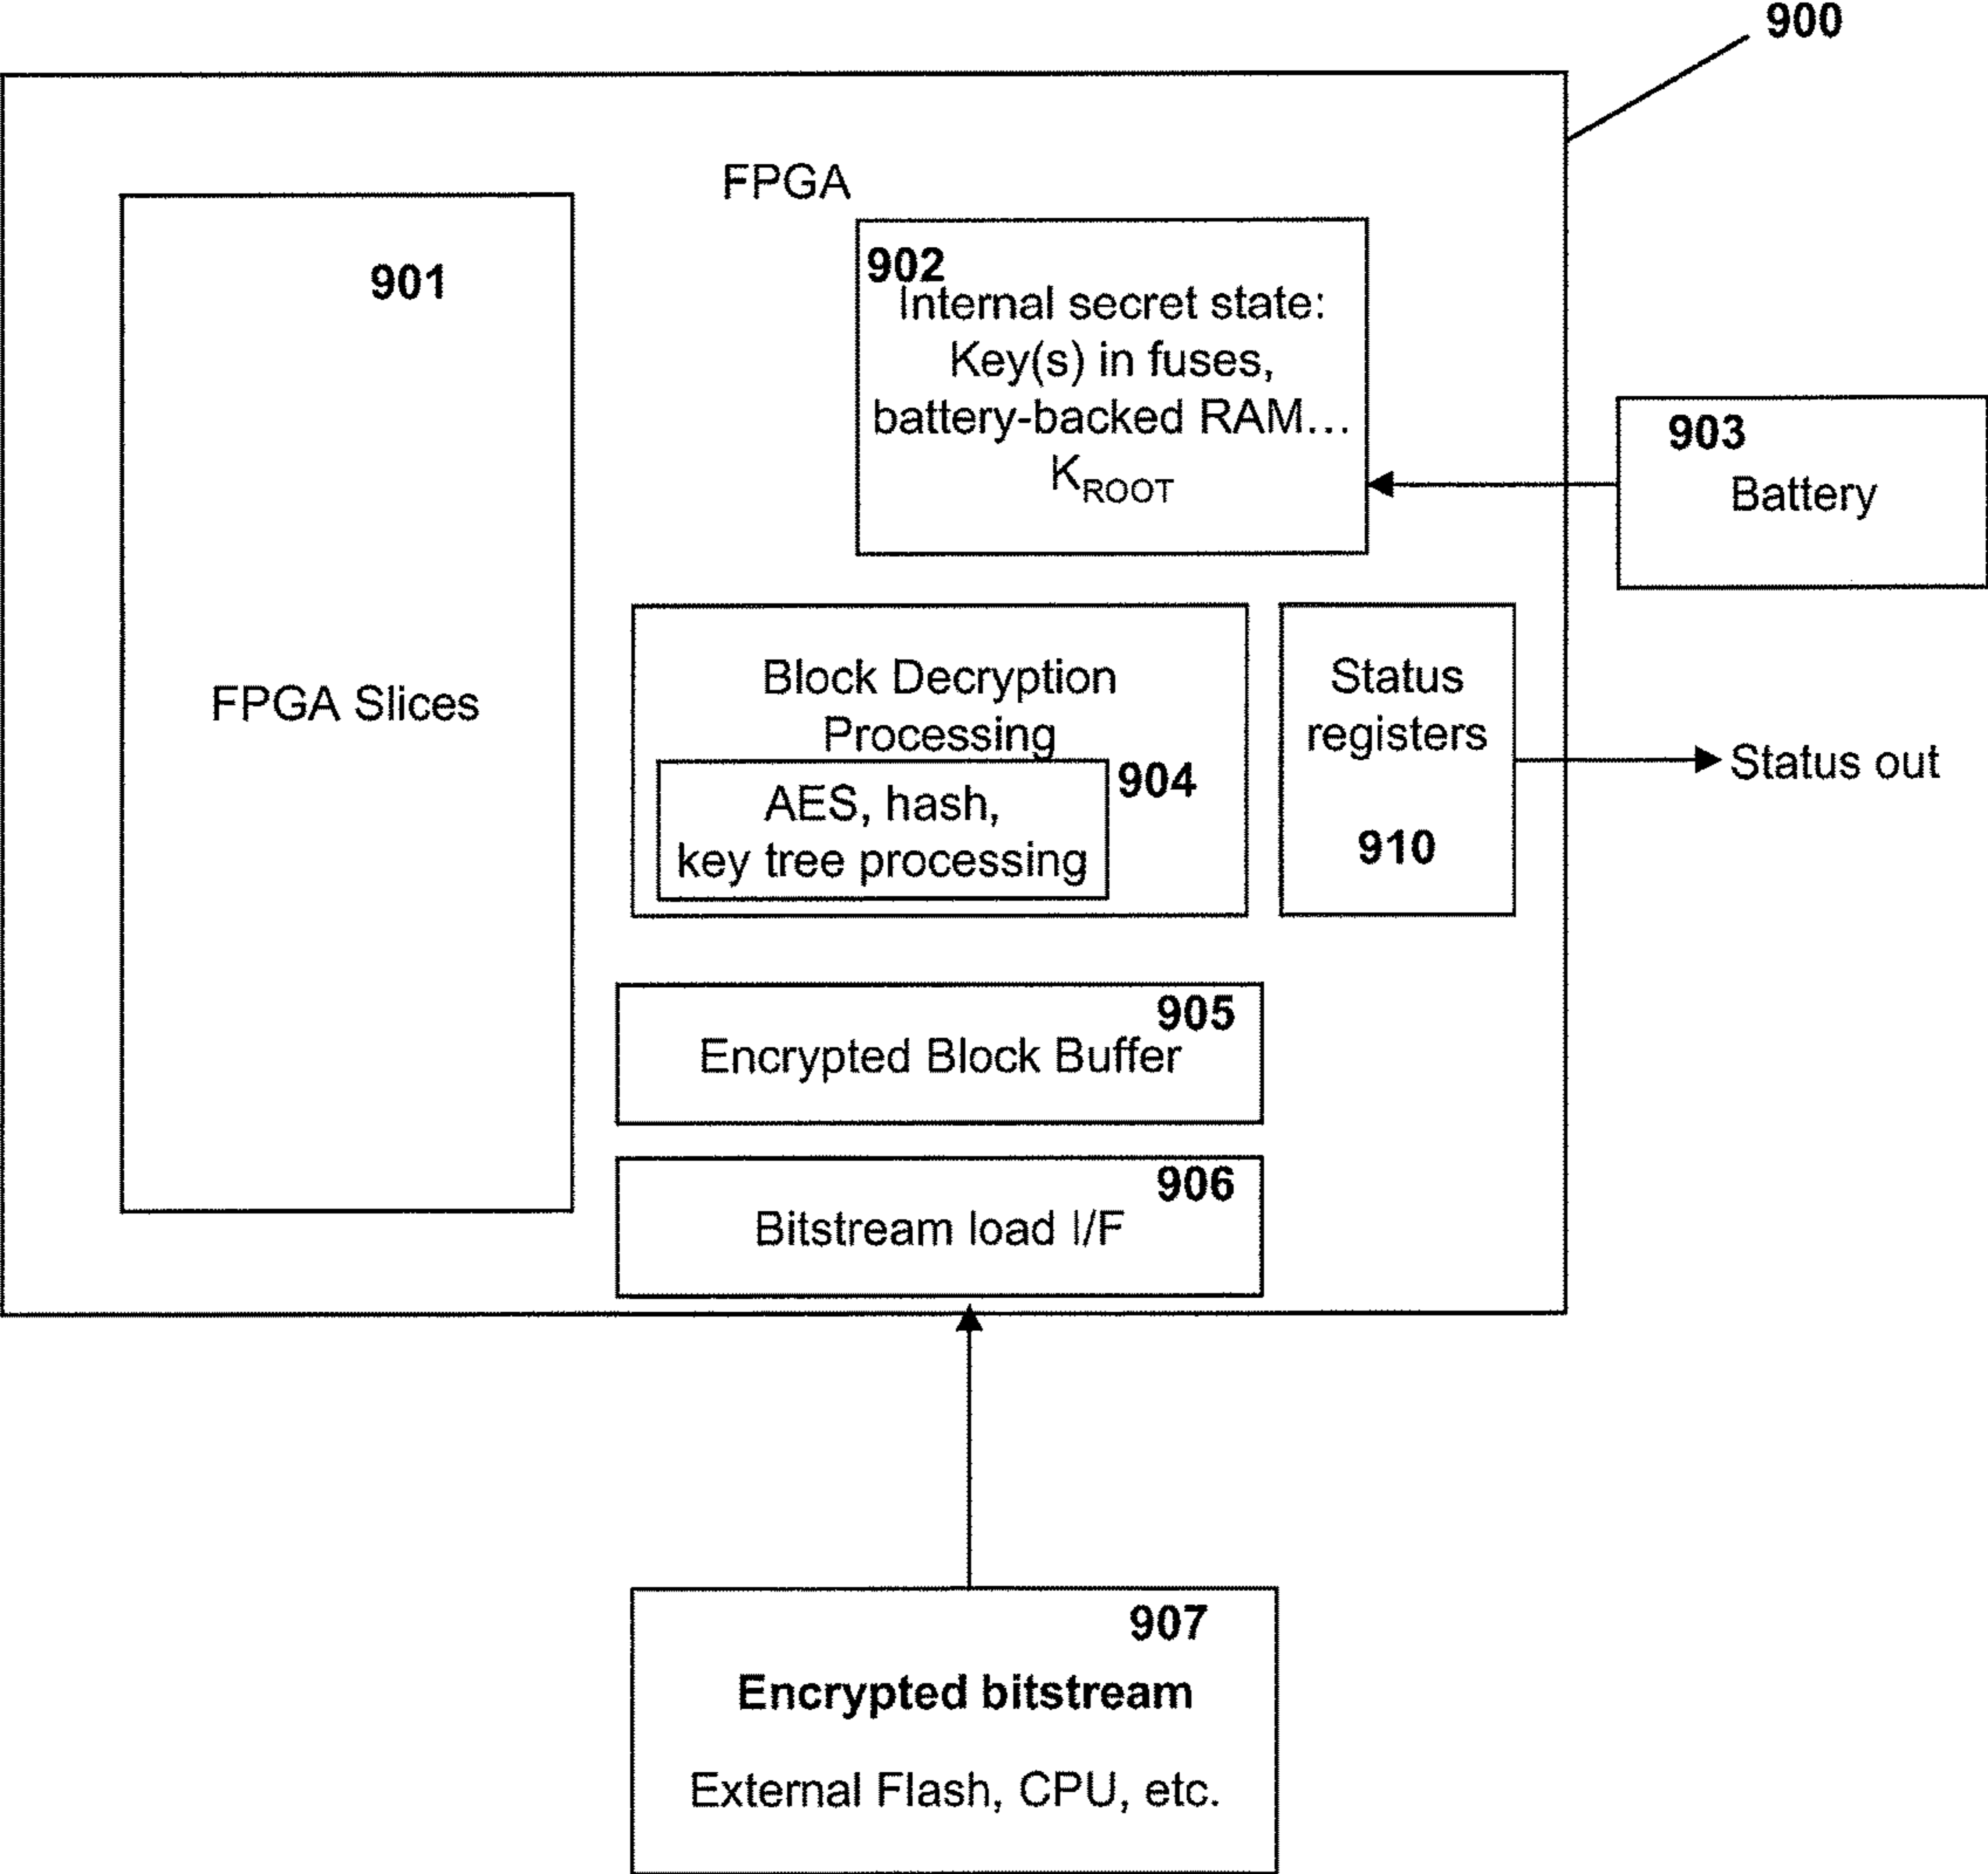 900
FPGA
901
FPGA Slices
902
Internal secret state:
Key(s) in fuses,
battery-backed RAM...
KROOT
903
Battery
Block Decryption
Processing
904
AES, hash,
key tree processing
Status
registers
910
Status out
905
Encrypted Block Buffer
906
Bitstream load I/F
907
Encrypted bitstream
External Flash, CPU, etc.